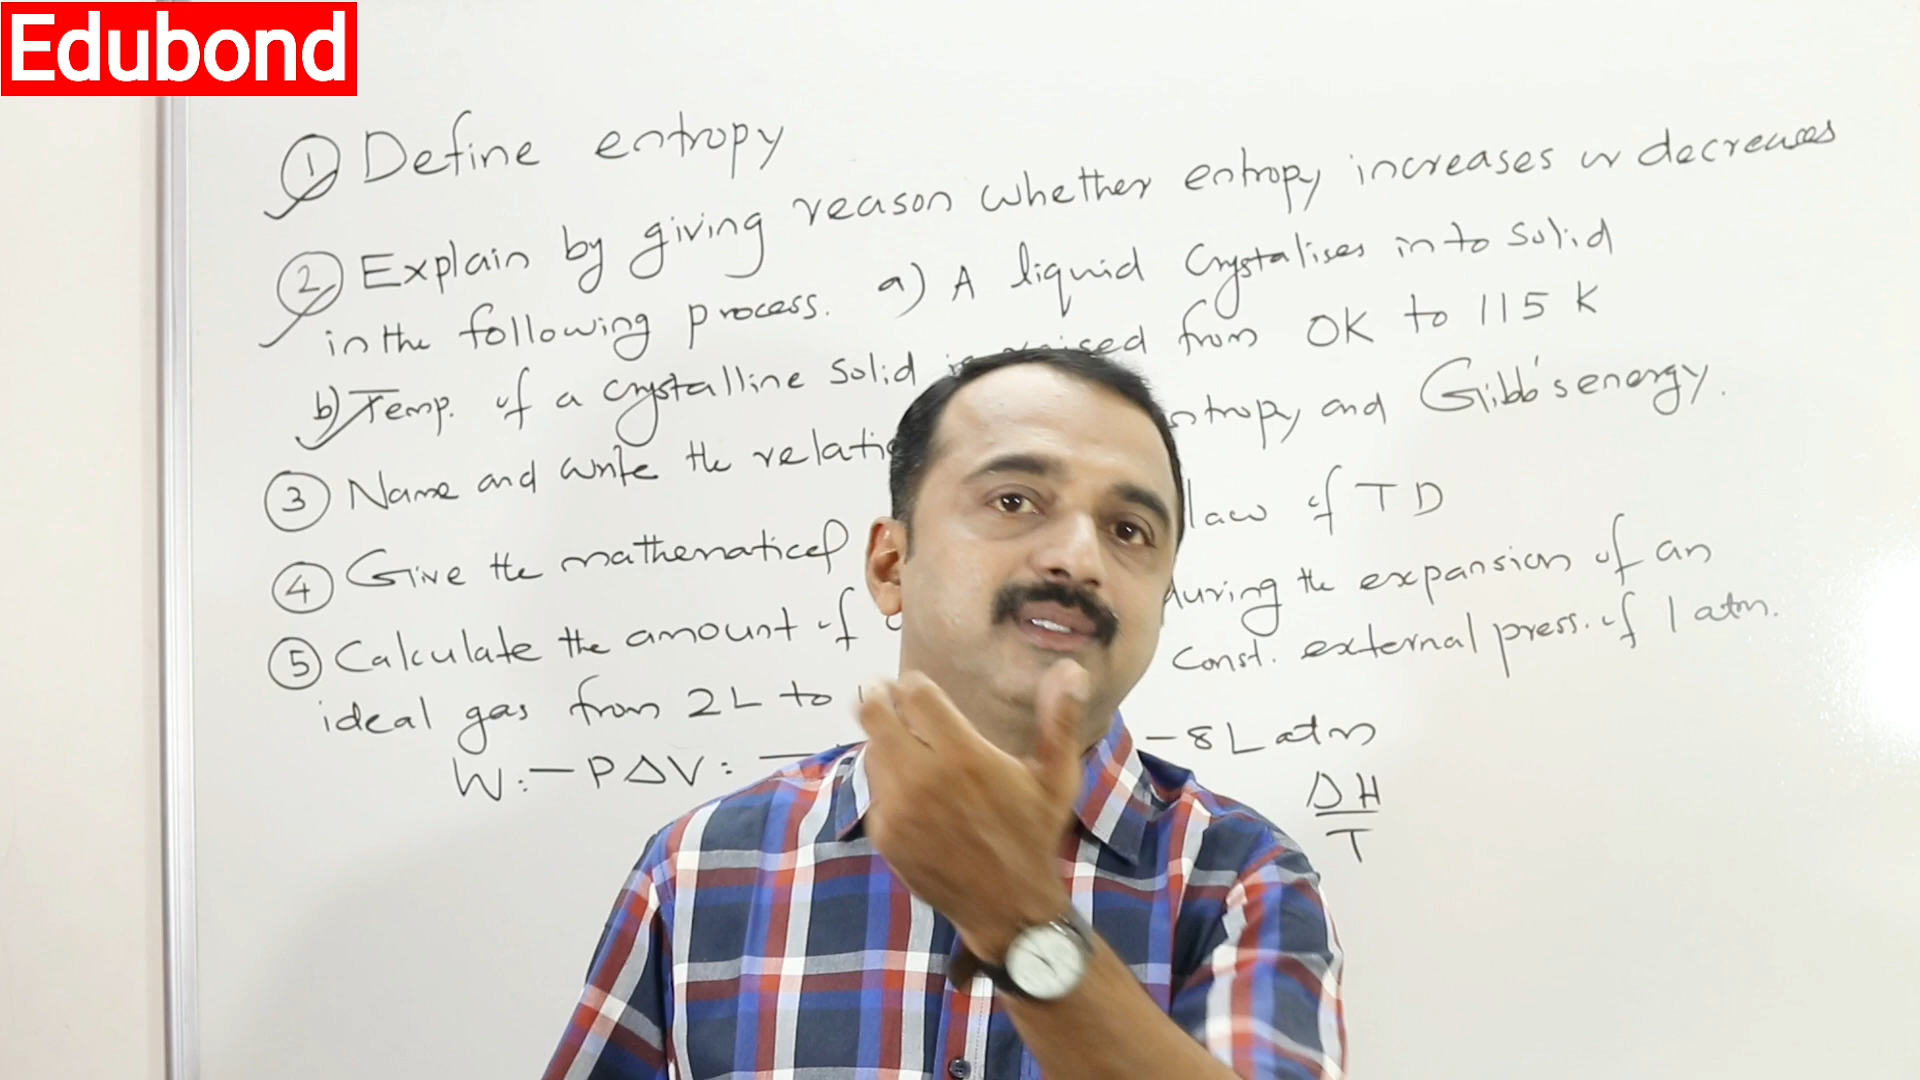 Edubond
① Define entropy
② Explain by giving reason whether entropy increases or decreases
in the following process. a) A liquid Crystalises into solid
b) Temp. of a crystalline solid raised from 0K to 115 K
③ Name and write the entropy and Gibb's energy.
④ Give the mathematical law of TD
⑤ Calculate the amount of during the expansion of an
ideal gas from 2L to Const. external press. of 1 atm.
W: -PΔV: - -8 L atm
ΔH
T